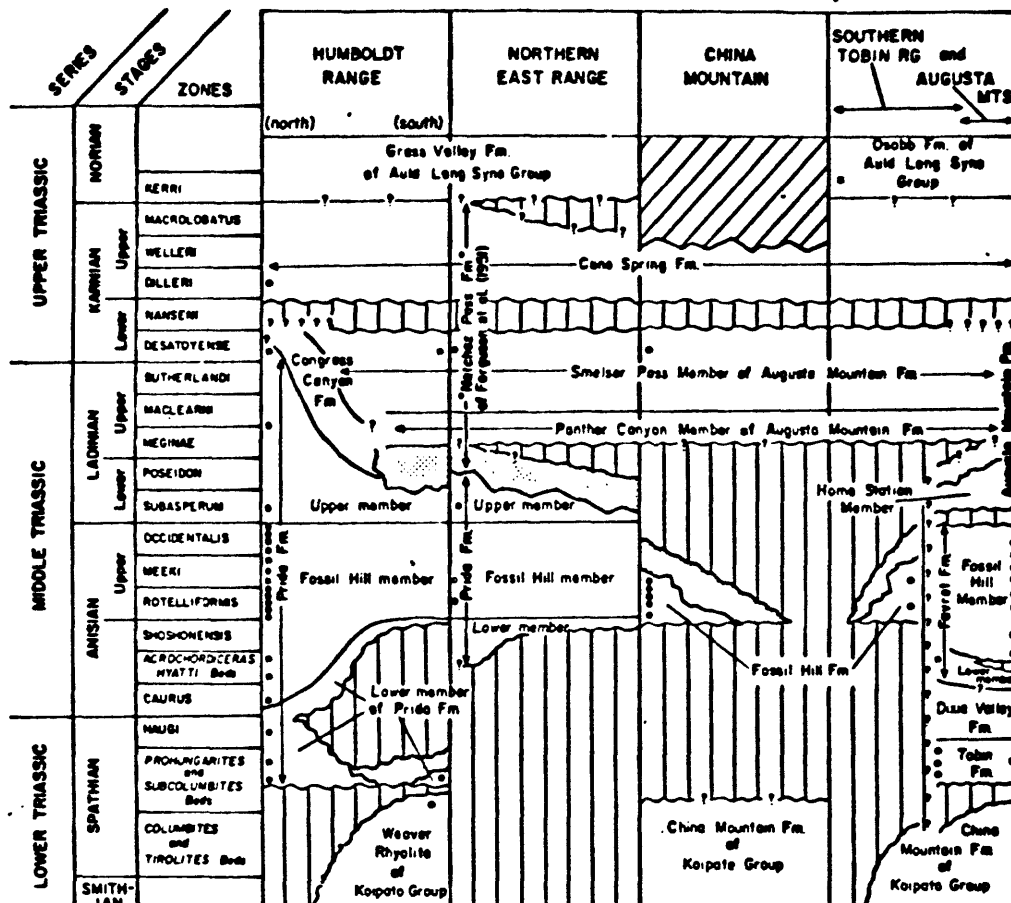 SERIES
STAGES
ZONES
HUMBOLDT
RANGE
(north) (south)
NORTHERN
EAST RANGE
CHINA
MOUNTAIN
SOUTHERN
TOBIN RG and
AUGUSTA
MTS
UPPER TRIASSIC
MIDDLE TRIASSIC
LOWER TRIASSIC
NORIAN
KARNIAN
Upper
Lower
LADINIAN
Upper
Lower
ANISIAN
Upper
SPATHIAN
SMITH-
IAN
KERRI
MACROLOBATUS
WELLERI
DILLERI
NANSENI
DESATOYENSE
SUTHERLANDI
MACLEARNI
MEGINAE
POSEIDON
SUBASPERUM
OCCIDENTALIS
MEEKI
ROTELLIFORMIS
SHOSHONENSIS
ACROCHORDICERAS
HYATTI Beds
CAURUS
HAUGI
PROHUNGARITES
and
SUBCOLUMBITES
Beds
COLUMBITES
and
TIROLITES Beds
Grass Valley Fm.
of Auld Lang Syne Group
Osobb Fm. of
Auld Lang Syne
Group
Cane Spring Fm.
"Natchez Pass Fm"
of Ferguson et al. (1951)
Congress
Canyon
Fm
Smelser Pass Member of Augusta Mountain Fm
Panther Canyon Member of Augusta Mountain Fm
Augusta Mountain Fm.
Home Station
Member
Upper member
Upper member
Prida Fm.
Prida Fm.
Fossil Hill member
Fossil Hill member
Lower member
Fossil Hill Fm
Favret Fm
Fossil
Hill
Member
Lower
member
Lower member
of Prida Fm
Dixie Valley
Fm
Tobin
Fm
Weaver
Rhyolite
of
Koipato Group
China Mountain Fm.
of
Koipato Group
China
Mountain Fm
of
Koipato Group